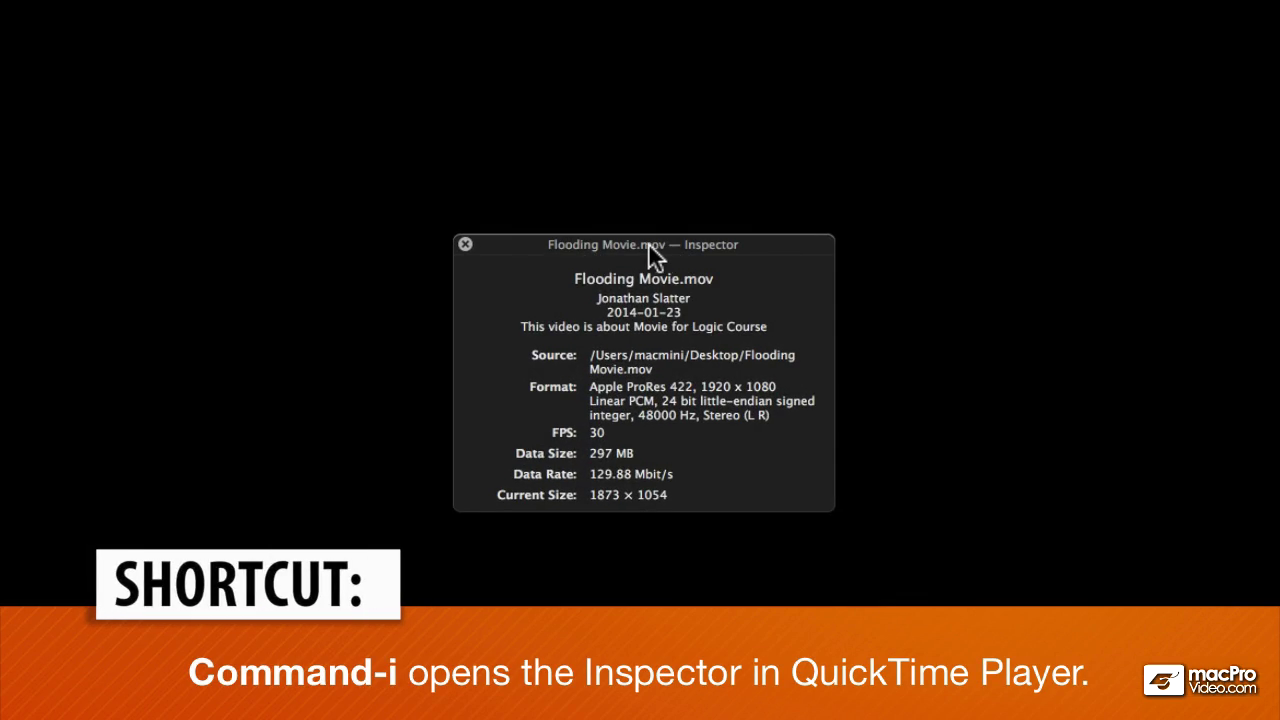 Flooding Movie.mov — Inspector
Flooding Movie.mov
Jonathan Slatter
2014-01-23
This video is about Movie for Logic Course
Source: /Users/macmini/Desktop/Flooding
Movie.mov
Format: Apple ProRes 422, 1920 x 1080
Linear PCM, 24 bit little-endian signed
integer, 48000 Hz, Stereo (L R)
FPS: 30
Data Size: 297 MB
Data Rate: 129.88 Mbit/s
Current Size: 1873 × 1054
SHORTCUT:
Command-i opens the Inspector in QuickTime Player.
macPro
Video.com